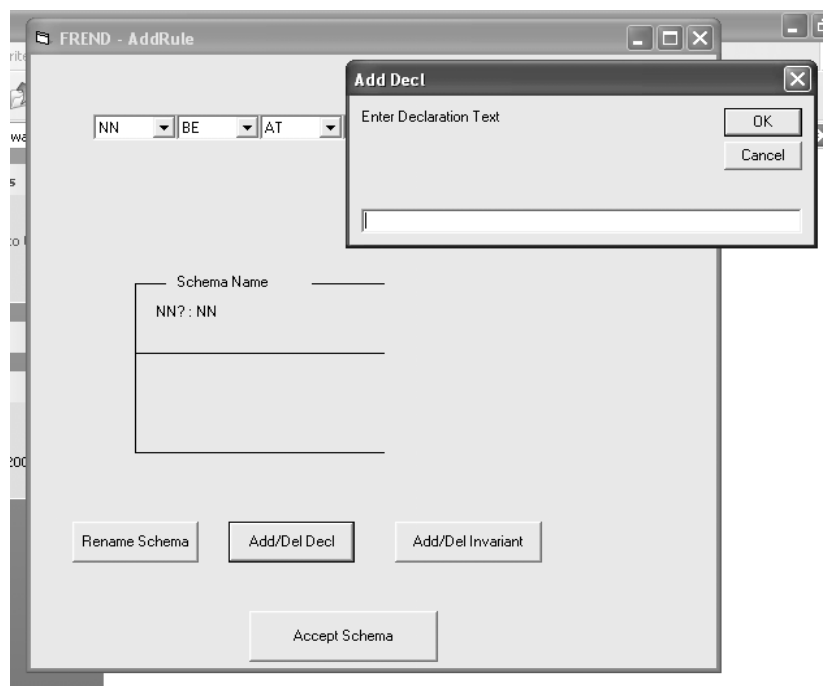 FREND - AddRule
Add Decl
Enter Declaration Text
OK
Cancel
NN BE AT
Schema Name
NN? : NN
Rename Schema
Add/Del Decl
Add/Del Invariant
Accept Schema